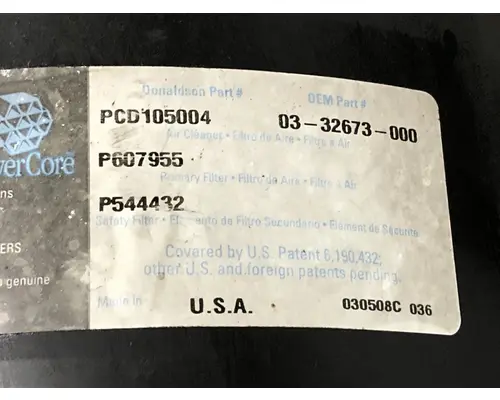 Donaldson Part # OEM Part #
PCD105004 03-32673-000
Air Cleaner • Filtro de Aire • Filtre à Air
P607955
Primary Filter • Filtro de Aire • Filtre à Air
P544432
Safety Filter • Elemento de Filtro Secundario • Element de Securite
Covered by U.S. Patent 6,190,432;
other U.S. and foreign patents pending.
Made in U.S.A. 030508C 036
werCore
ns
ERS
genuine